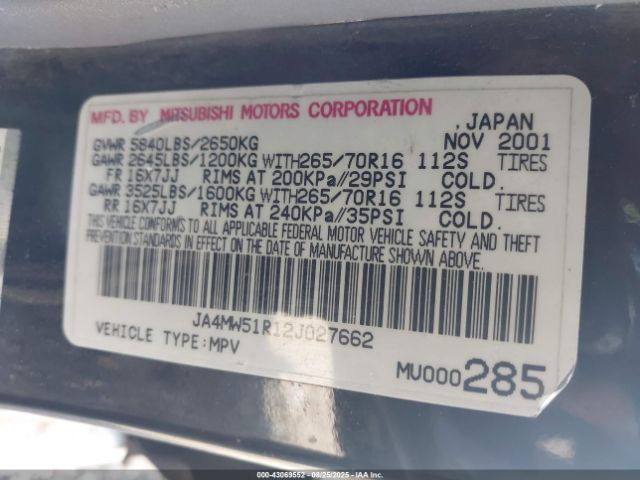 MFD. BY MITSUBISHI MOTORS CORPORATION ,JAPAN
GVWR 5840LBS/2650KG NOV 2001
GAWR 2645LBS/1200KG WITH265/70R16 112S TIRES
FR 16X7JJ RIMS AT 200KPa//29PSI COLD.
GAWR 3525LBS/1600KG WITH265/70R16 112S TIRES
RR 16X7JJ RIMS AT 240KPa//35PSI COLD.
THIS VEHICLE CONFORMS TO ALL APPLICABLE FEDERAL MOTOR VEHICLE SAFETY AND THEFT
PREVENTION STANDARDS IN EFFECT ON THE DATE OF MANUFACTURE SHOWN ABOVE.
JA4MW51R12J027662
VEHICLE TYPE:MPV
MU000285
000-43069552 - 08/25/2025 - IAAI.COM